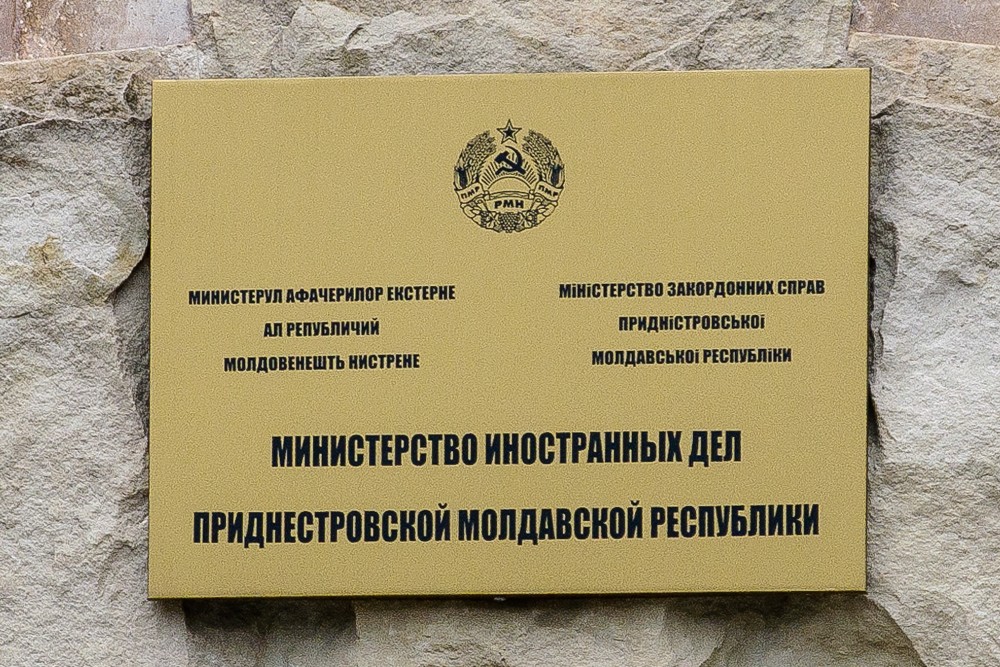 ПМР
ПМР
РМН
МИНИСТЕРУЛ АФАЧЕРИЛОР ЕКСТЕРНЕ
АЛ РЕПУБЛИЧИЙ
МОЛДОВЕНЕШТЬ НИСТРЕНЕ
МІНІСТЕРСТВО ЗАКОРДОННИХ СПРАВ
ПРИДНІСТРОВСЬКОЇ
МОЛДАВСЬКОЇ РЕСПУБЛІКИ
МИНИСТЕРСТВО ИНОСТРАННЫХ ДЕЛ
ПРИДНЕСТРОВСКОЙ МОЛДАВСКОЙ РЕСПУБЛИКИ